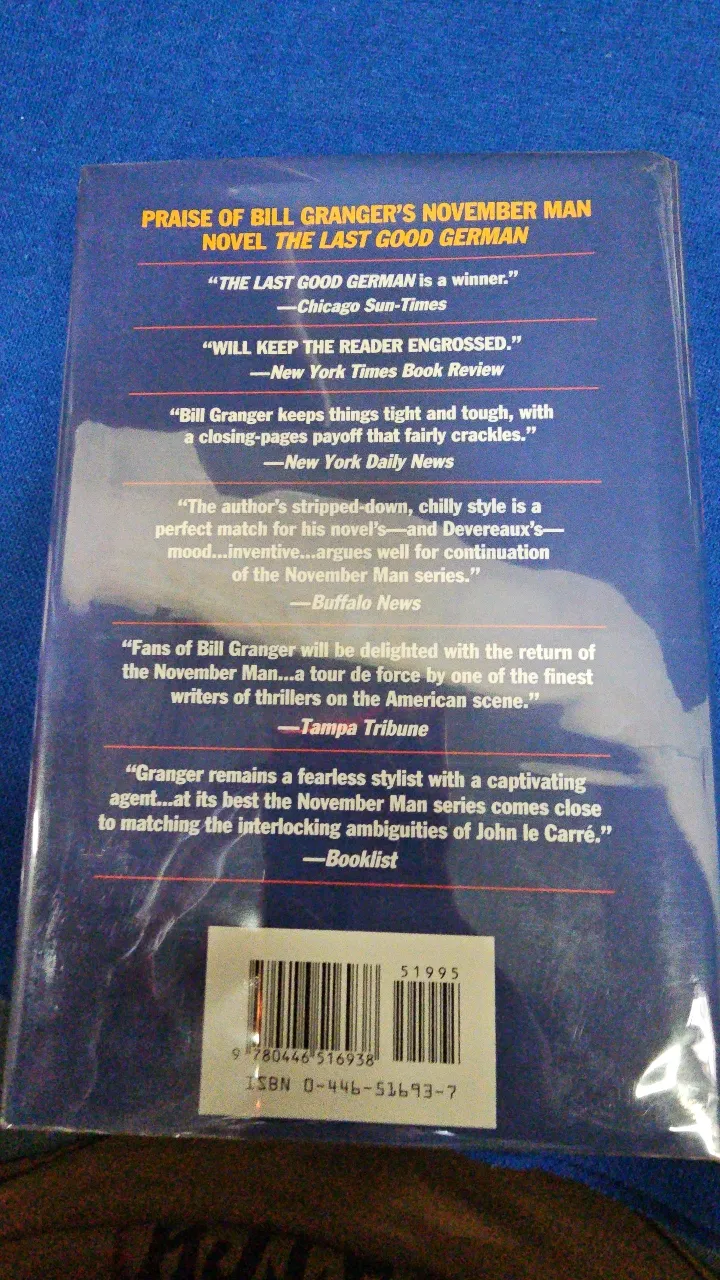 PRAISE OF BILL GRANGER'S NOVEMBER MAN
NOVEL THE LAST GOOD GERMAN
“THE LAST GOOD GERMAN is a winner.”
—Chicago Sun-Times
“WILL KEEP THE READER ENGROSSED.”
—New York Times Book Review
“Bill Granger keeps things tight and tough, with
a closing-pages payoff that fairly crackles.”
—New York Daily News
“The author's stripped-down, chilly style is a
perfect match for his novel's—and Devereaux's—
mood...inventive...argues well for continuation
of the November Man series.”
—Buffalo News
“Fans of Bill Granger will be delighted with the return of
the November Man...a tour de force by one of the finest
writers of thrillers on the American scene.”
—Tampa Tribune
“Granger remains a fearless stylist with a captivating
agent...at its best the November Man series comes close
to matching the interlocking ambiguities of John le Carré.”
—Booklist
51995
9 780446 516938
ISBN 0-446-51693-7